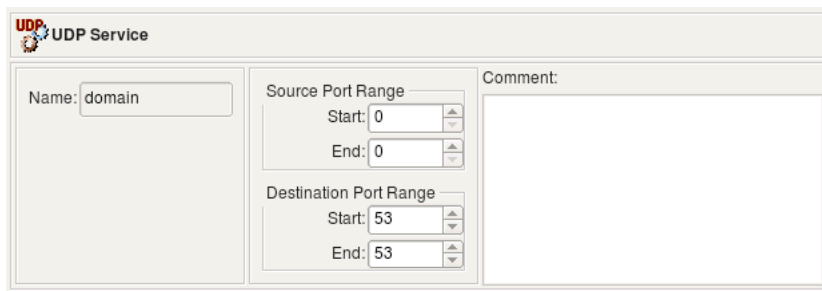 UDP UDP Service
Name: domain
Source Port Range
Start: 0
End: 0
Destination Port Range
Start: 53
End: 53
Comment: